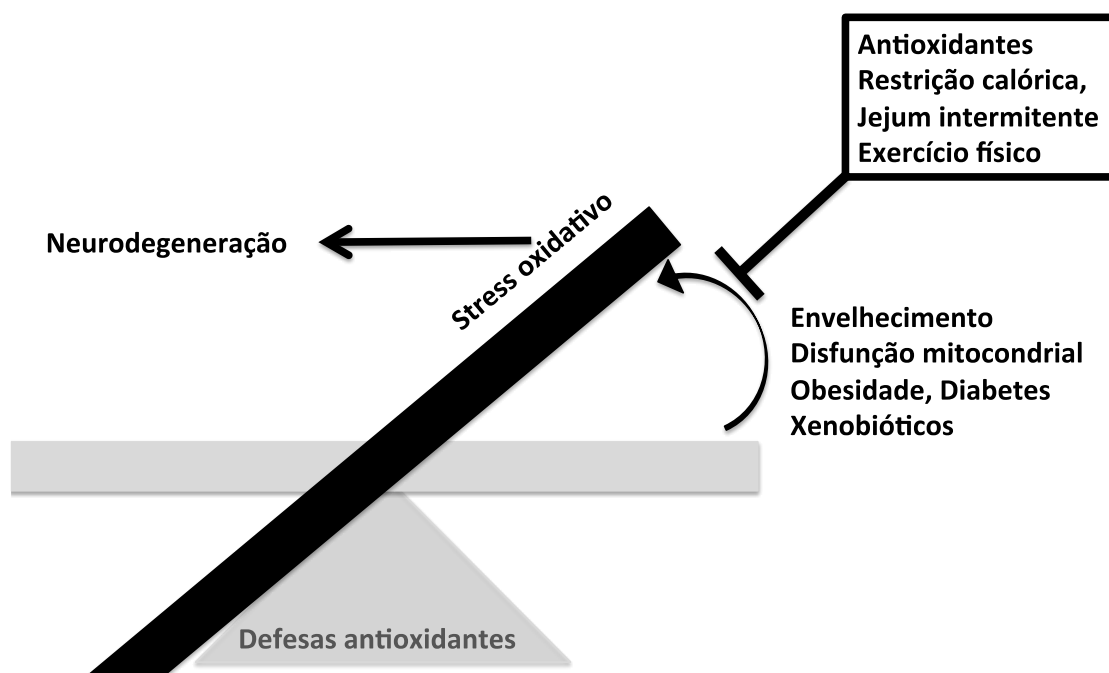 Antioxidantes
Restrição calórica,
Jejum intermitente
Exercício físico
Neurodegeneração
Stress oxidativo
Envelhecimento
Disfunção mitocondrial
Obesidade, Diabetes
Xenobióticos
Defesas antioxidantes